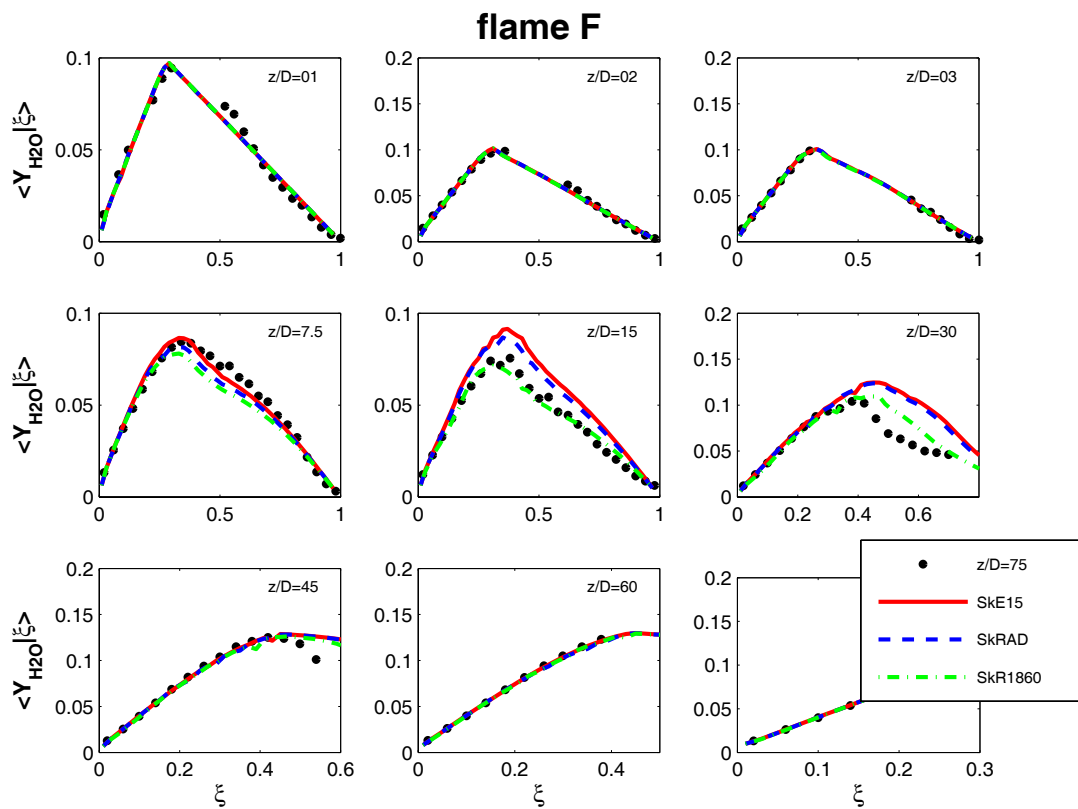 flame F
<Y_H2O|ξ>
0.1
0.05
0
0 0.5 1
z/D=01
0.2
0.15
0.1
0.05
0
0 0.5 1
z/D=02
0.2
0.15
0.1
0.05
0
0 0.5 1
z/D=03
<Y_H2O|ξ>
0.1
0.05
0
0 0.5 1
z/D=7.5
0.1
0.05
0
0 0.5 1
z/D=15
0.2
0.15
0.1
0.05
0
0 0.2 0.4 0.6
z/D=30
<Y_H2O|ξ>
0.2
0.15
0.1
0.05
0
0 0.2 0.4 0.6
z/D=45
ξ
0.2
0.15
0.1
0.05
0
0 0.2 0.4
z/D=60
ξ
0.2
0.15
0.1
0.05
0
0 0.1 0.2 0.3
ξ
z/D=75
SkE15
SkRAD
SkR1860